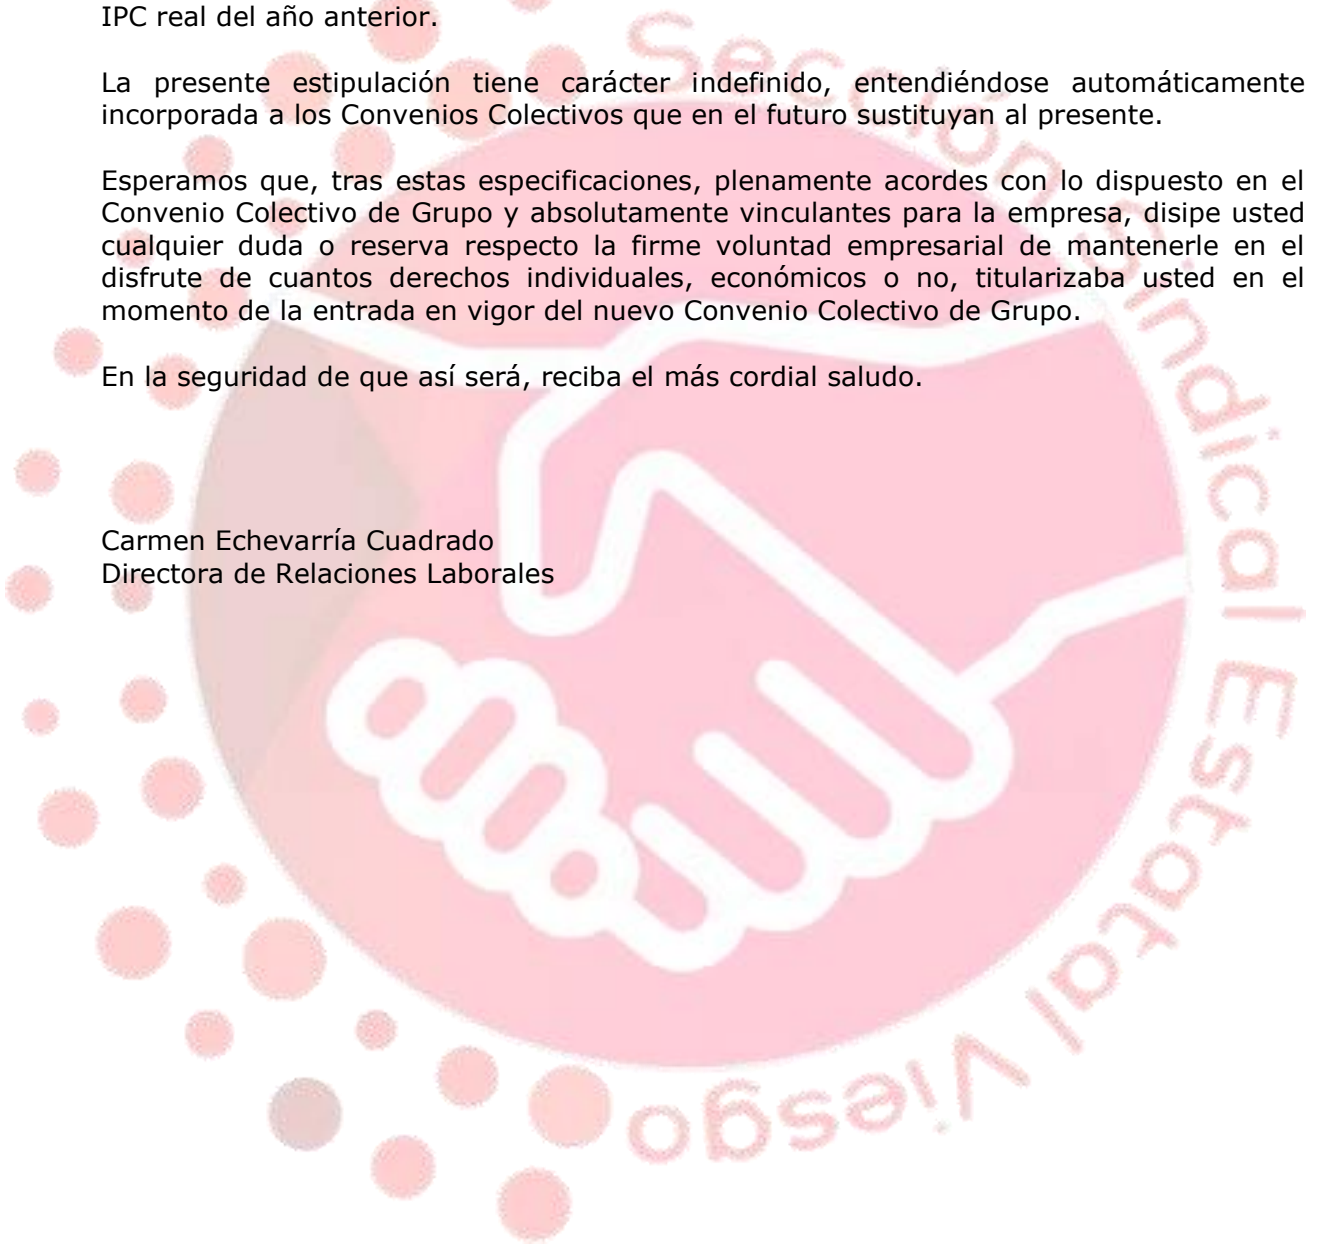 IPC real del año anterior.
La presente estipulación tiene carácter indefinido, entendiéndose automáticamente
incorporada a los Convenios Colectivos que en el futuro sustituyan al presente.
Esperamos que, tras estas especificaciones, plenamente acordes con lo dispuesto en el
Convenio Colectivo de Grupo y absolutamente vinculantes para la empresa, disipe usted
cualquier duda o reserva respecto la firme voluntad empresarial de mantenerle en el
disfrute de cuantos derechos individuales, económicos o no, titularizaba usted en el
momento de la entrada en vigor del nuevo Convenio Colectivo de Grupo.
En la seguridad de que así será, reciba el más cordial saludo.
Carmen Echevarría Cuadrado
Directora de Relaciones Laborales
Sección Sindical Estatal Viesgo